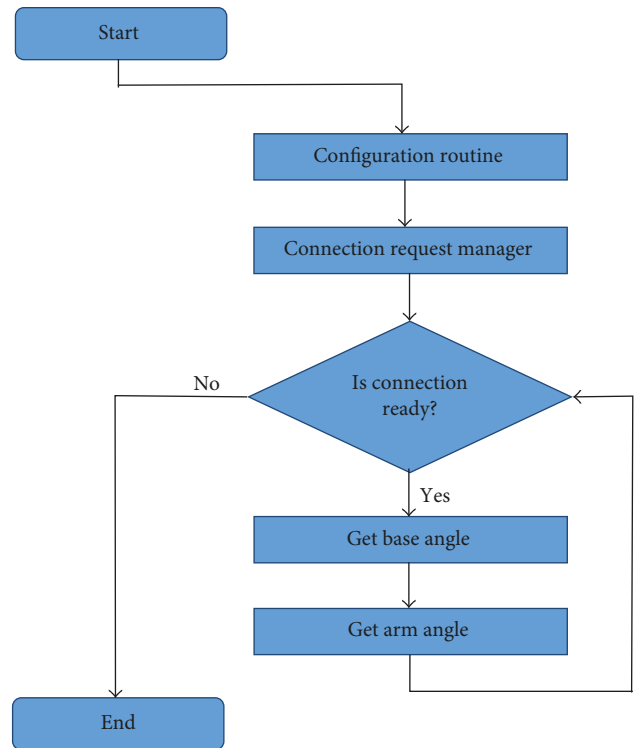 Start
Configuration routine
Connection request manager
Is connection
ready?
No
Yes
Get base angle
Get arm angle
End